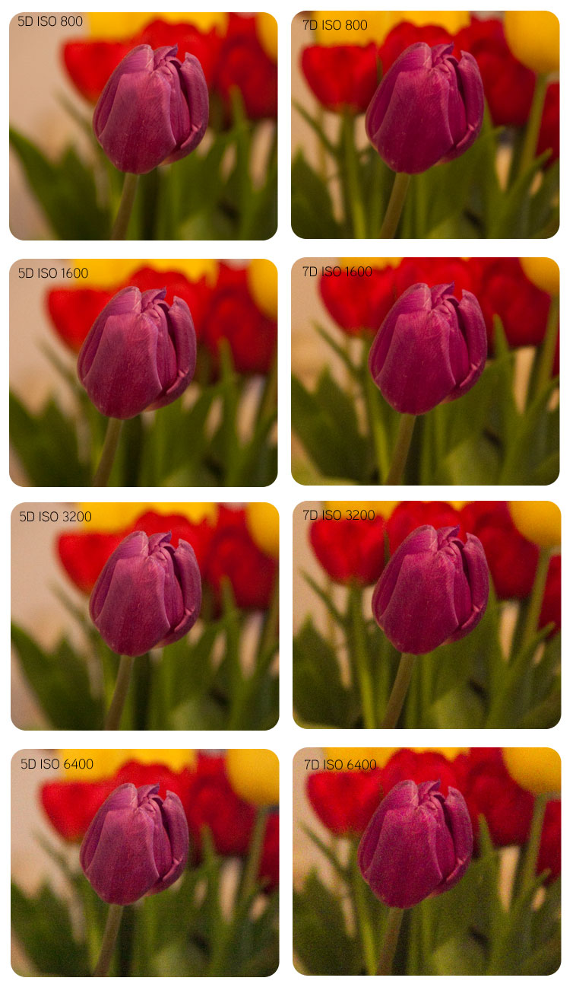 5D ISO 800
7D ISO 800
5D ISO 1600
7D ISO 1600
5D ISO 3200
7D ISO 3200
5D ISO 6400
7D ISO 6400